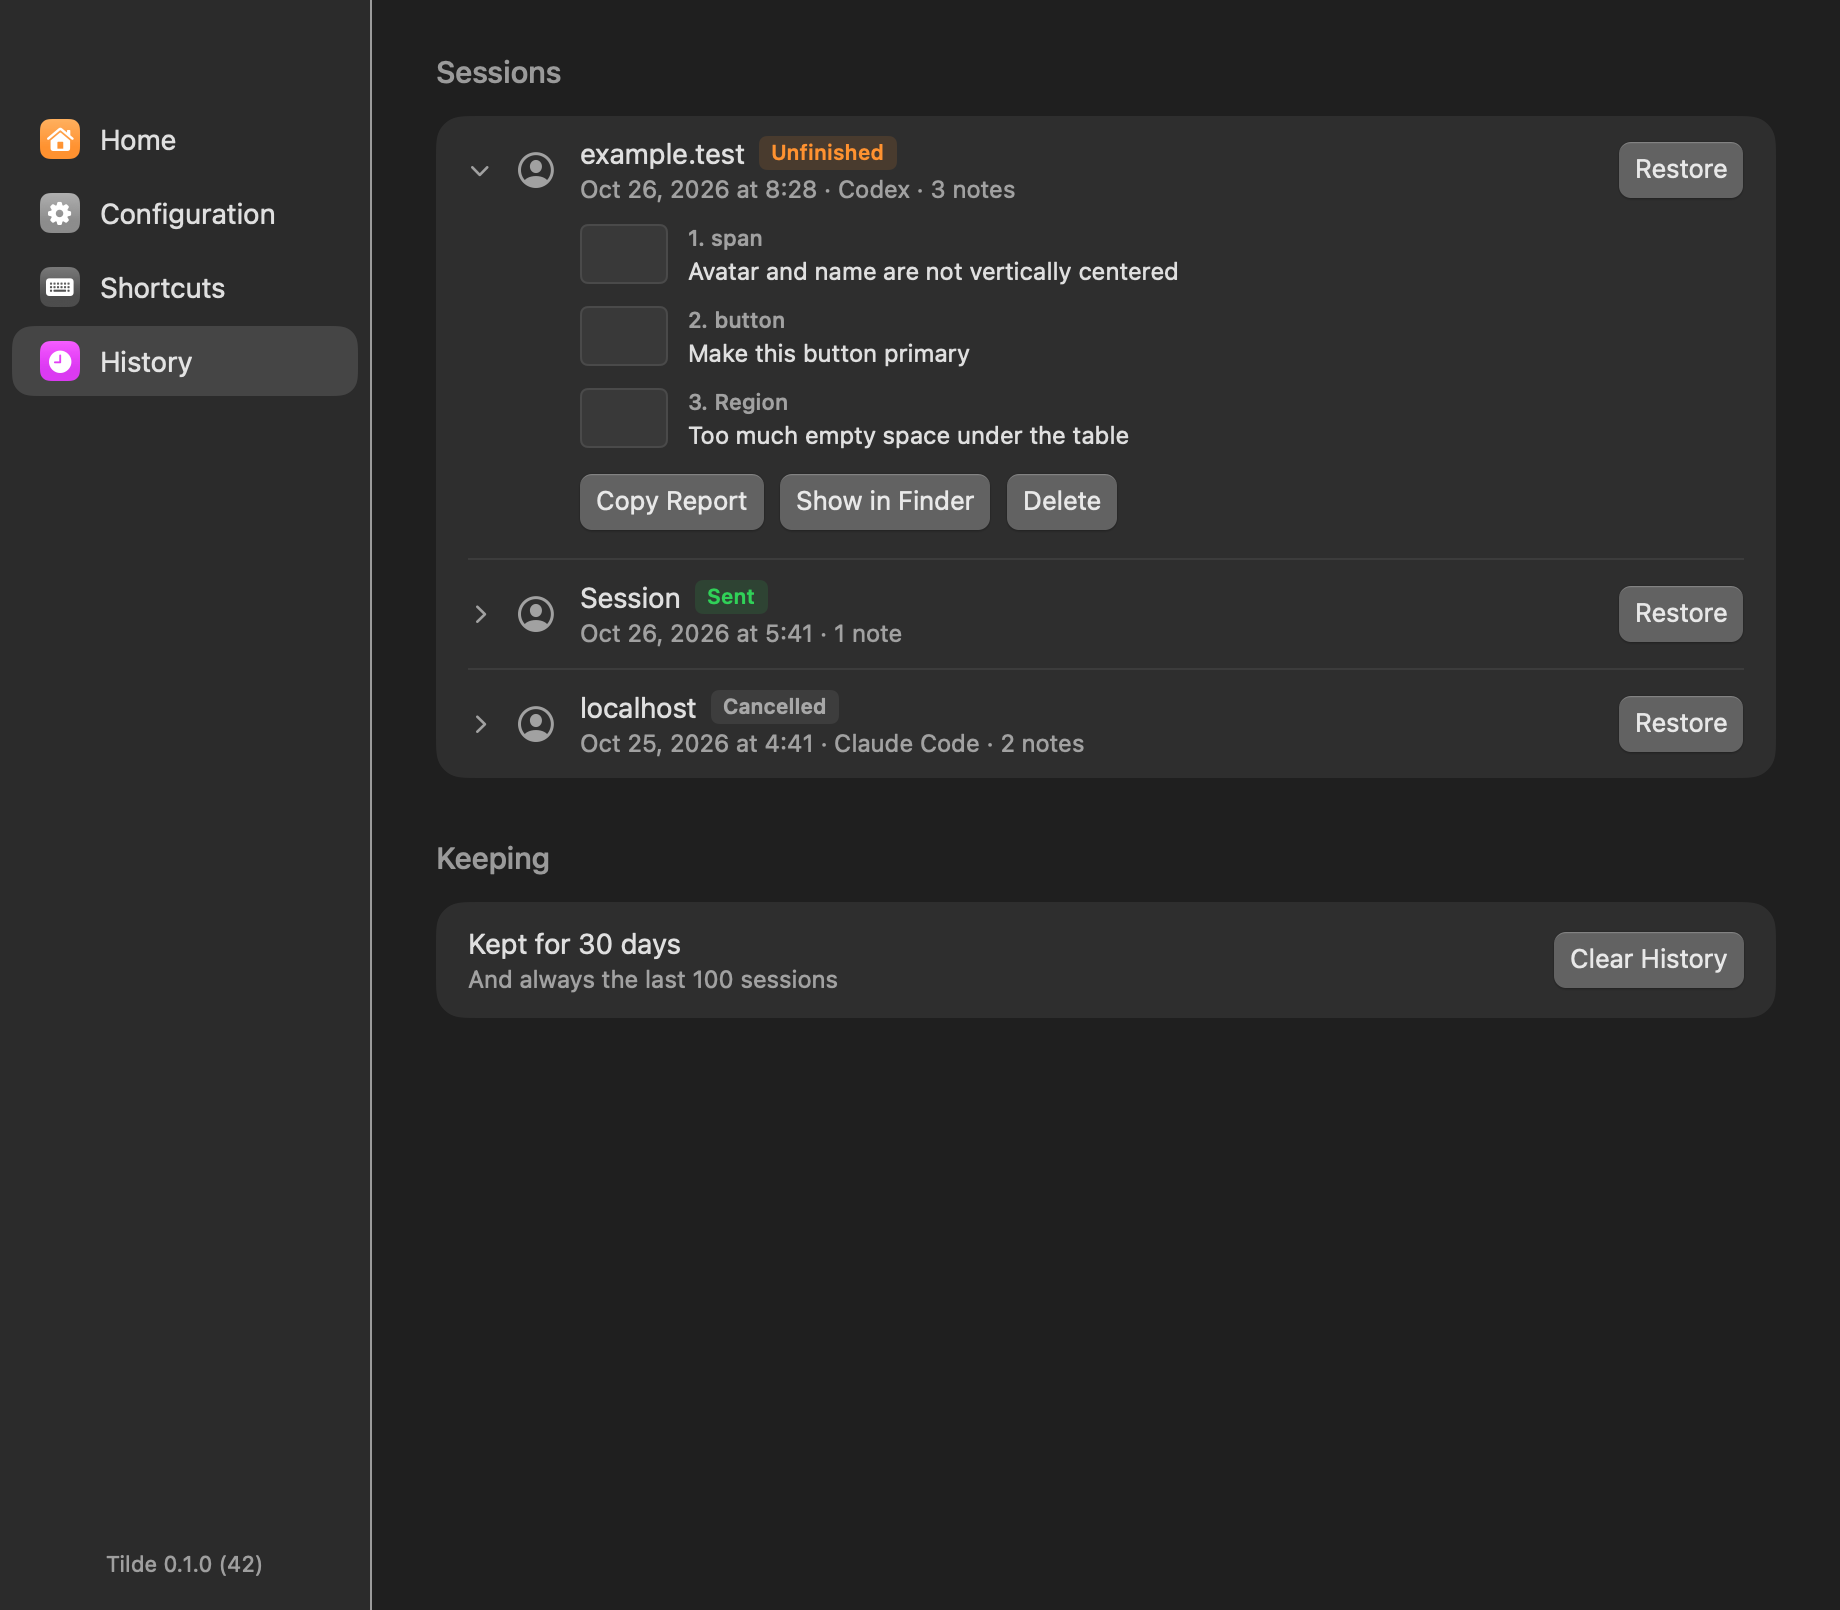 Home
Configuration
Shortcuts
History
Tilde 0.1.0 (42)
Sessions
example.test Unfinished
Oct 26, 2026 at 8:28 · Codex · 3 notes
Restore
1. span
Avatar and name are not vertically centered
2. button
Make this button primary
3. Region
Too much empty space under the table
Copy Report Show in Finder Delete
Session Sent
Oct 26, 2026 at 5:41 · 1 note
Restore
localhost Cancelled
Oct 25, 2026 at 4:41 · Claude Code · 2 notes
Restore
Keeping
Kept for 30 days
And always the last 100 sessions
Clear History